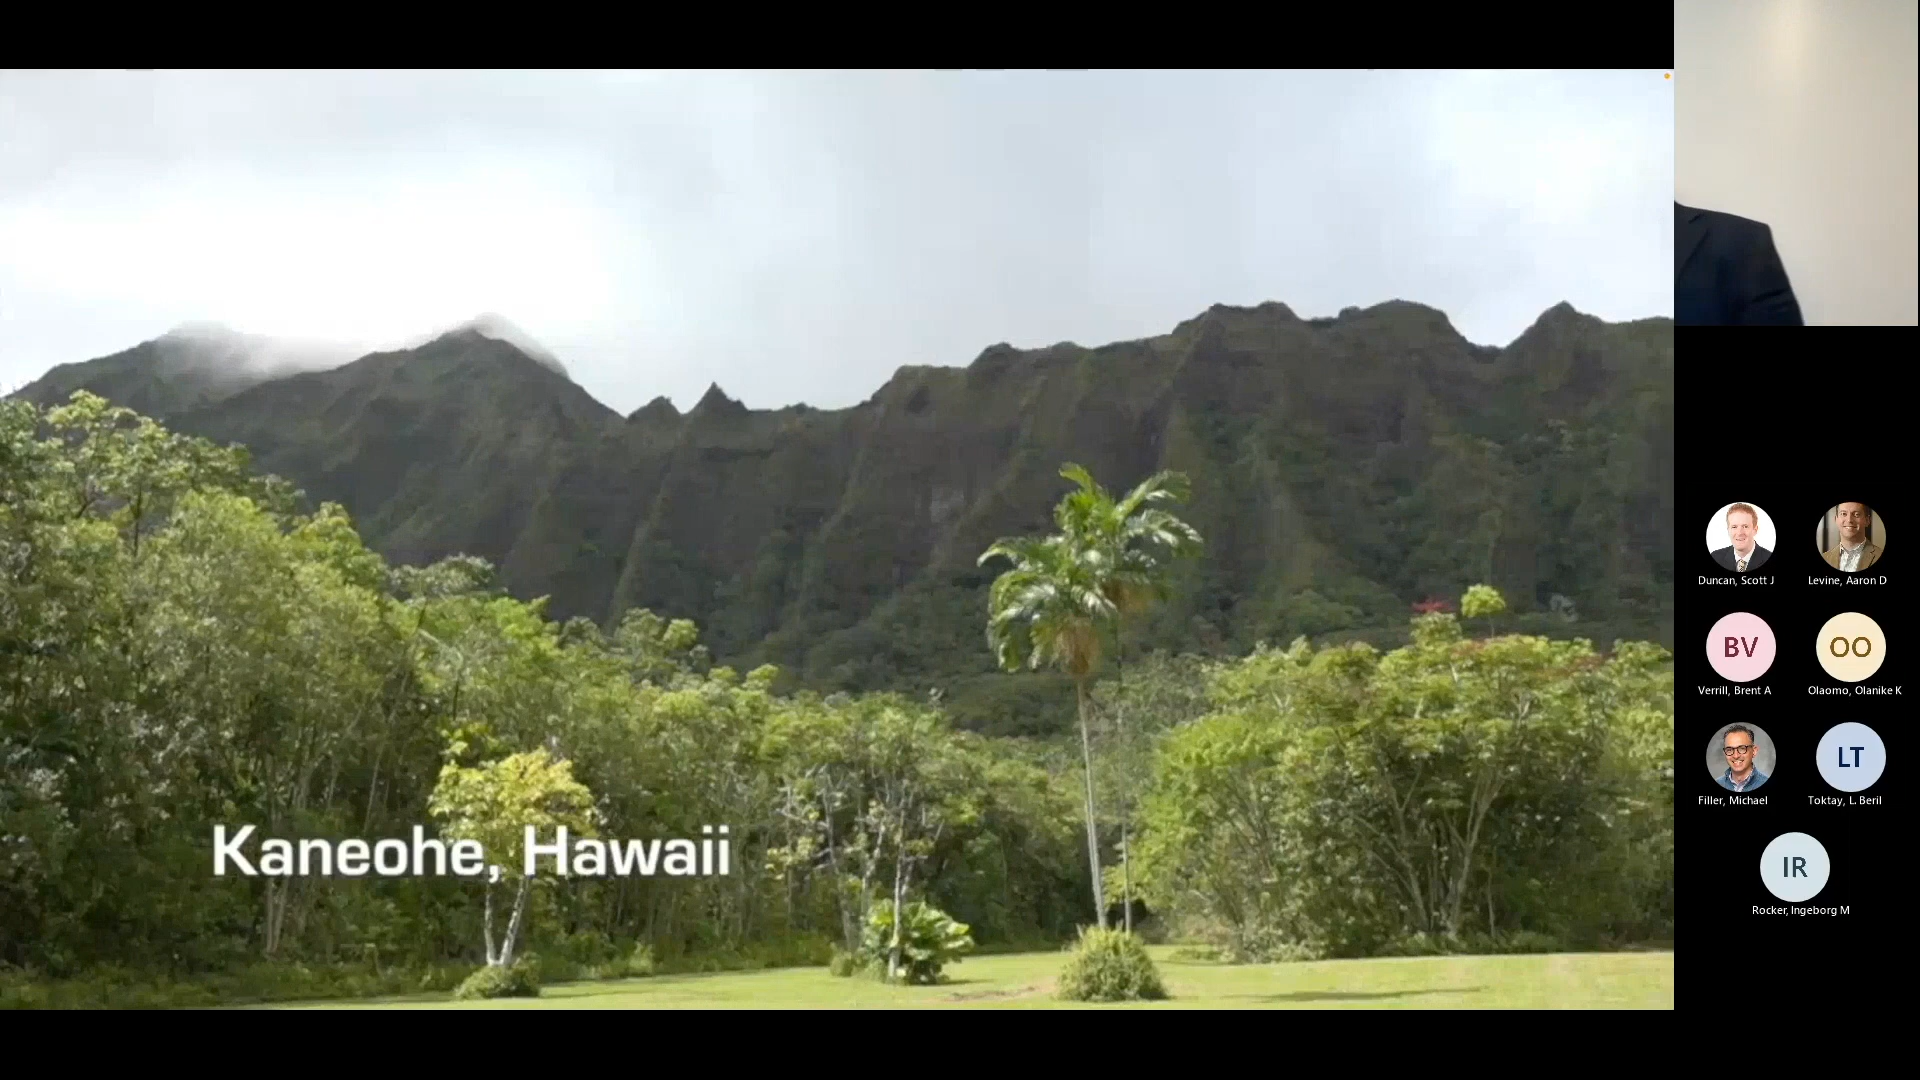 Kaneohe, Hawaii
Duncan, Scott J
Levine, Aaron D
BV
Verrill, Brent A
OO
Olaomo, Olanike K
Filler, Michael
LT
Toktay, L. Beril
IR
Rocker, Ingeborg M